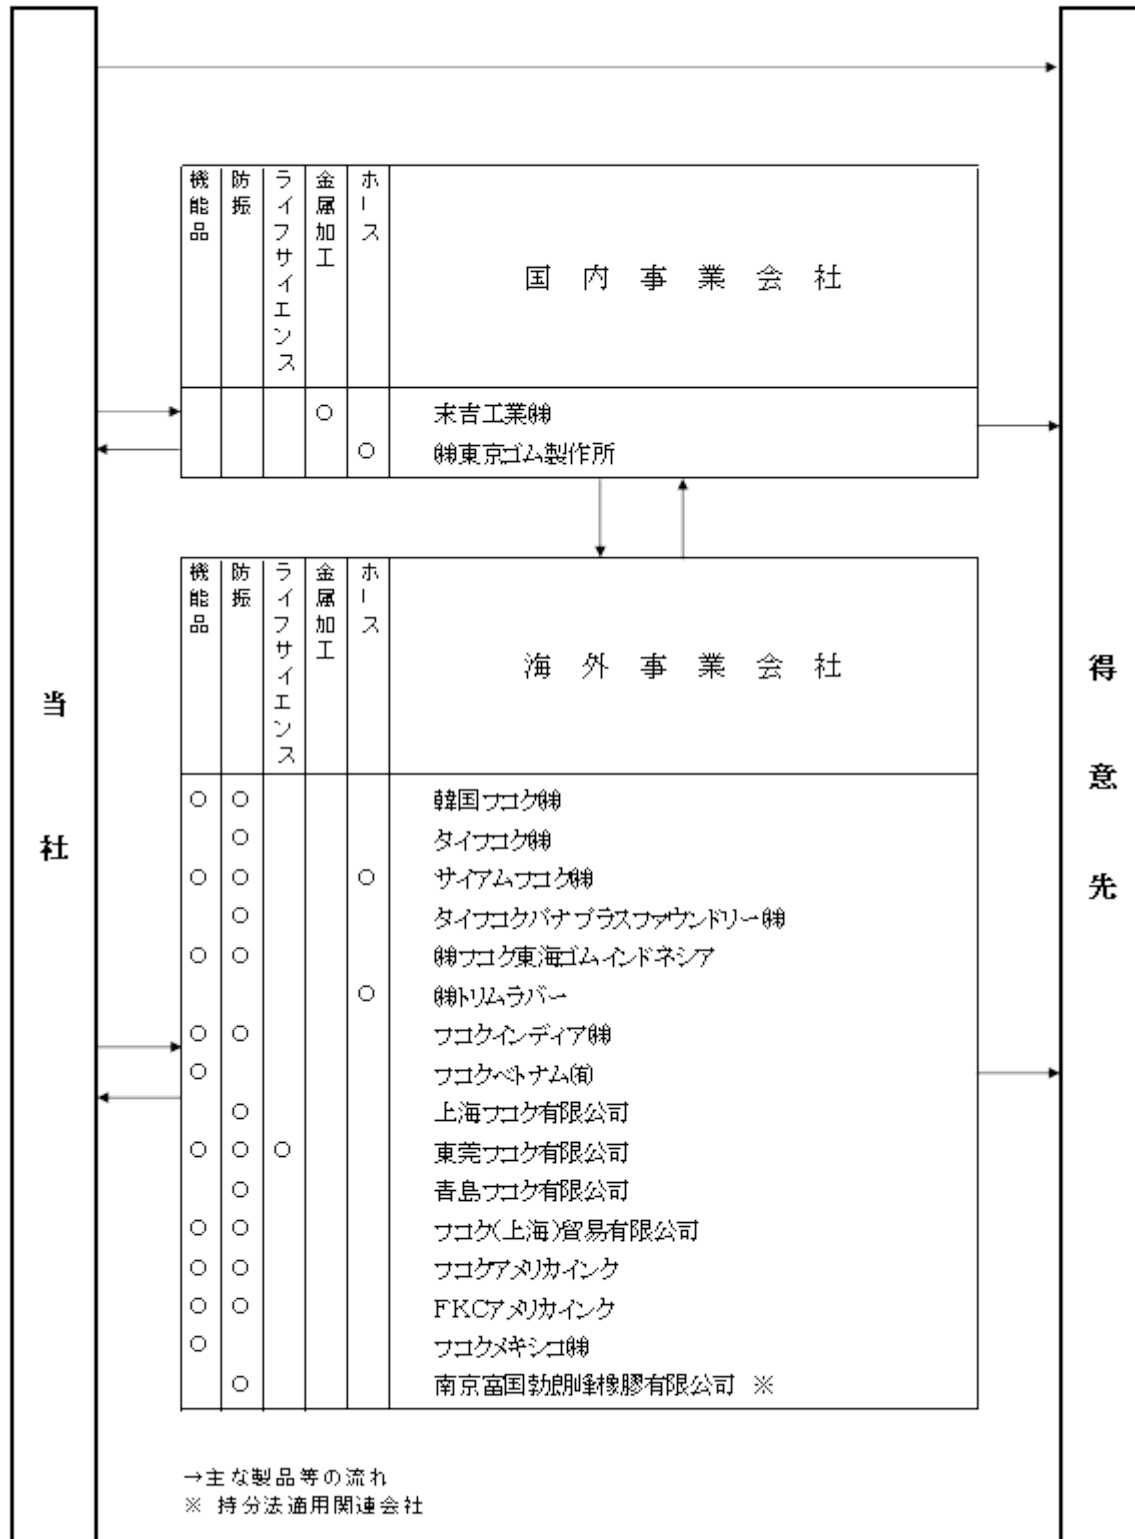 当社
得意先
機能品
防振
ライフサイエンス
金属加工
ホース
国内事業会社
○ 末吉工業㈱
○ ㈱東京ゴム製作所
機能品
防振
ライフサイエンス
金属加工
ホース
海外事業会社
○ ○ 韓国フコク㈱
○ タイフコク㈱
○ ○ ○ サイアムフコク㈱
○ タイフコクパナプラスファウンドリー㈱
○ ○ ㈱フコク東海ゴムインドネシア
○ ㈱トリムラバー
○ ○ フコクインディア㈱
○ フコクベトナム㈲
○ 上海フコク有限公司
○ ○ ○ 東莞フコク有限公司
○ 青島フコク有限公司
○ ○ フコク(上海)貿易有限公司
○ ○ フコクアメリカインク
○ ○ FKCアメリカインク
○ フコクメキシコ㈱
○ 南京富国勃朗峰橡膠有限公司 ※
→主な製品等の流れ
※ 持分法適用関連会社